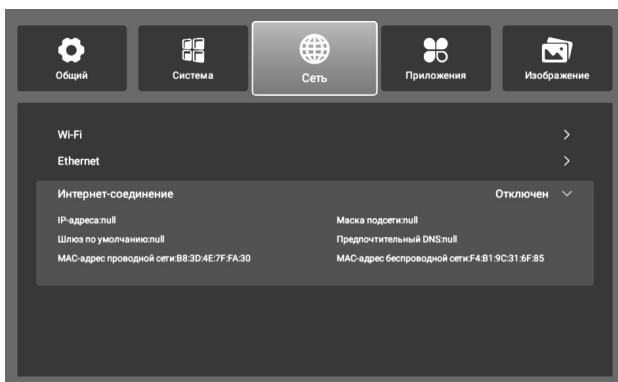 Общий
Система
Сеть
Приложения
Изображение
Wi-Fi
Ethernet
Интернет-соединение Отключен
IP-адреса:null Маска подсети:null
Шлюз по умолчанию:null Предпочтительный DNS:null
MAC-адрес проводной сети:B8:3D:4E:7F:FA:30 MAC-адрес беспроводной сети:F4:B1:9C:31:6F:85